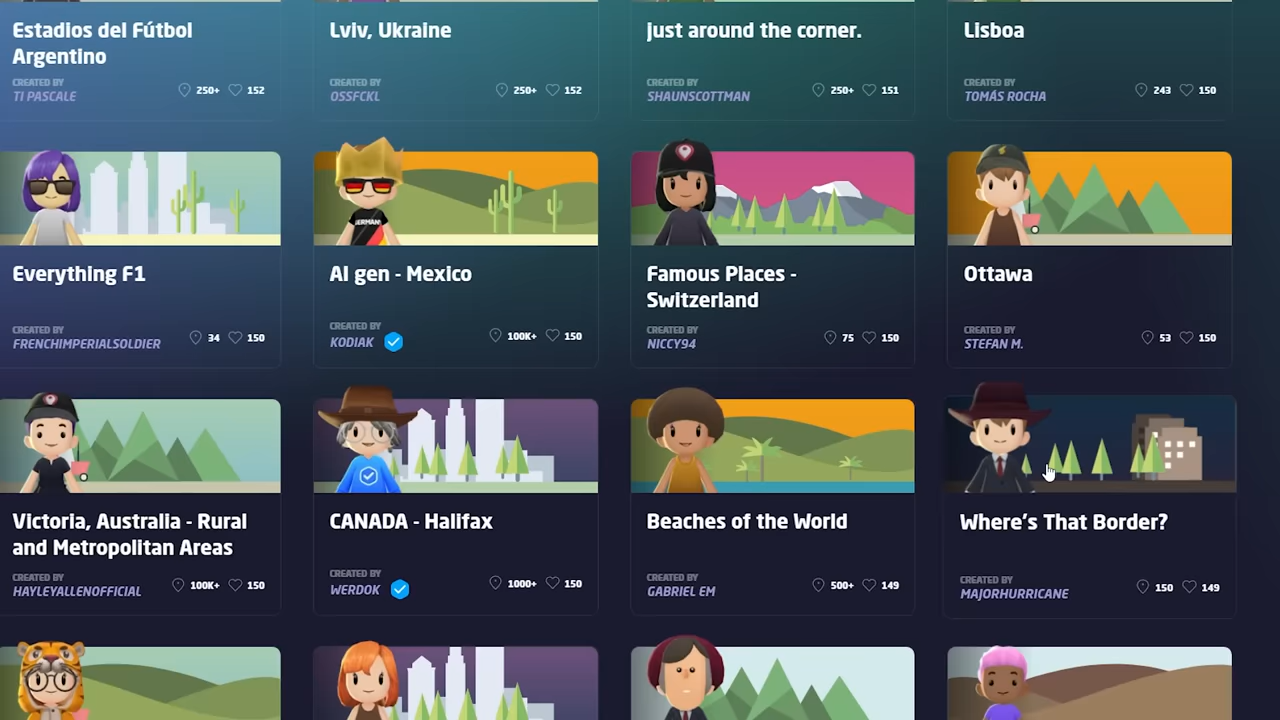 Estadios del Fútbol
Argentino
CREATED BY
TI PASCALE
250+ 152
Lviv, Ukraine
CREATED BY
OSSFCKL
250+ 152
Just around the corner.
CREATED BY
SHAUNSCOTTMAN
250+ 151
Lisboa
CREATED BY
TOMÁS ROCHA
243 150
Everything F1
CREATED BY
FRENCHIMPERIALSOLDIER
34 150
GERMANY
AI gen - Mexico
CREATED BY
KODIAK
100K+ 150
Famous Places -
Switzerland
CREATED BY
NICCY94
75 150
Ottawa
CREATED BY
STEFAN M.
53 150
Victoria, Australia - Rural
and Metropolitan Areas
CREATED BY
HAYLEYALLENOFFICIAL
100K+ 150
CANADA - Halifax
CREATED BY
WERDOK
1000+ 150
Beaches of the World
CREATED BY
GABRIEL EM
500+ 149
Where's That Border?
CREATED BY
MAJORHURRICANE
150 149